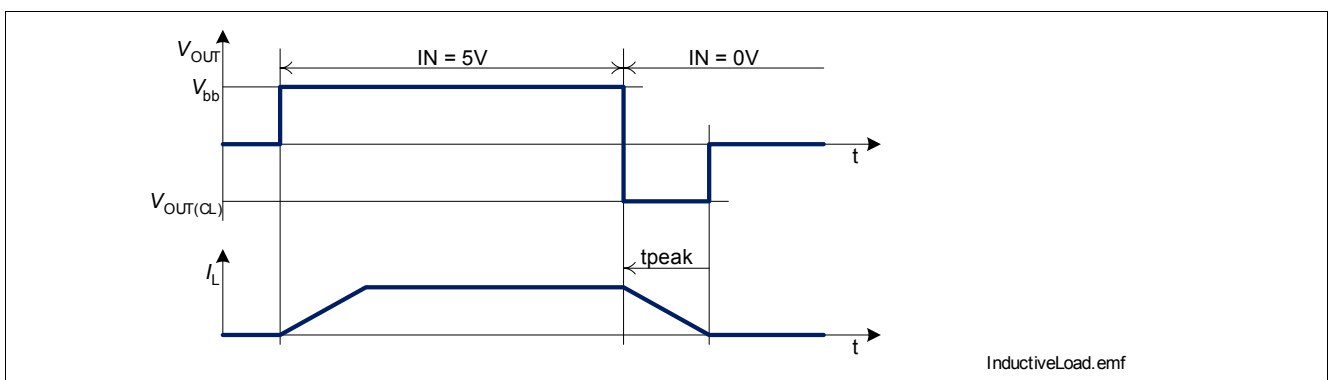 VOUT
IN = 5V
IN = 0V
Vbb
t
VOUT(CL)
tpeak
IL
t
InductiveLoad.emf